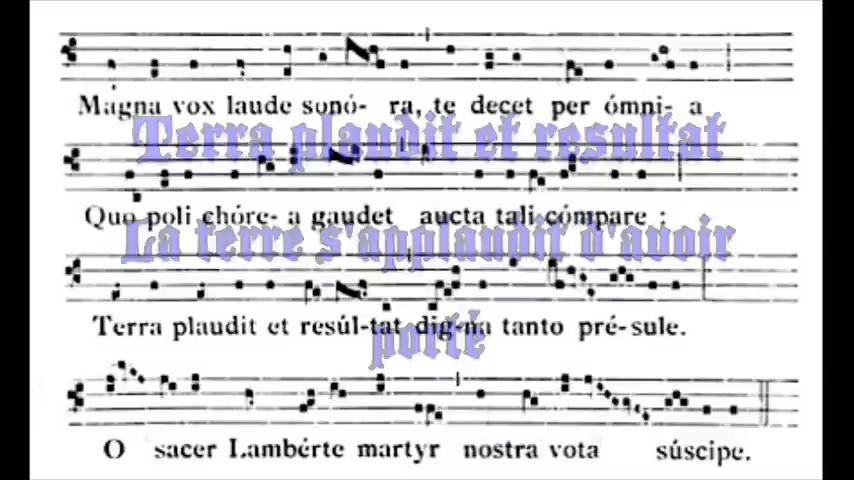 Magna vox laude sonó- ra, te decet per ómni- a
Terra plaudit et resultat
Quo poli chóre- a gaudet aucta tali cómpare :
La terre s'applaudit d'avoir
Terra plaudit et resúl-tat dig-na tanto pré-sule.
porté
O sacer Lambérte martyr nostra vota súscipe.